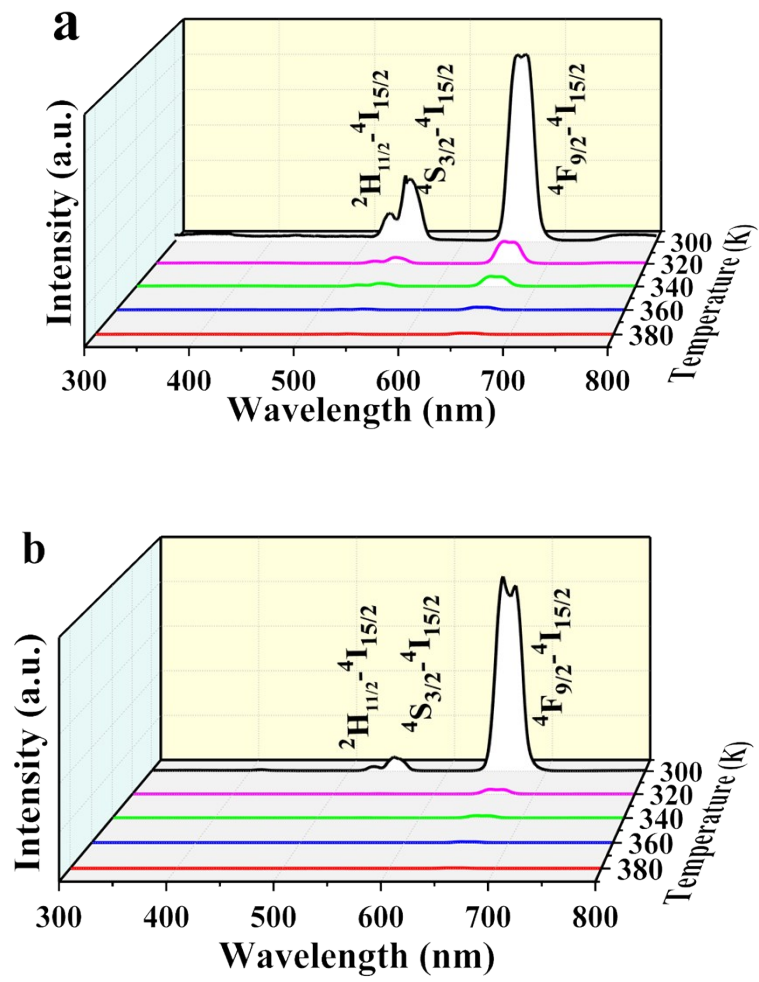 a
Intensity (a.u.)
²H₁₁/₂-⁴I₁₅/₂
⁴S₃/₂-⁴I₁₅/₂
⁴F₉/₂-⁴I₁₅/₂
300
320
340
360
380
Temperature (K)
300 400 500 600 700 800
Wavelength (nm)
b
Intensity (a.u.)
²H₁₁/₂-⁴I₁₅/₂
⁴S₃/₂-⁴I₁₅/₂
⁴F₉/₂-⁴I₁₅/₂
300
320
340
360
380
Temperature (K)
300 400 500 600 700 800
Wavelength (nm)